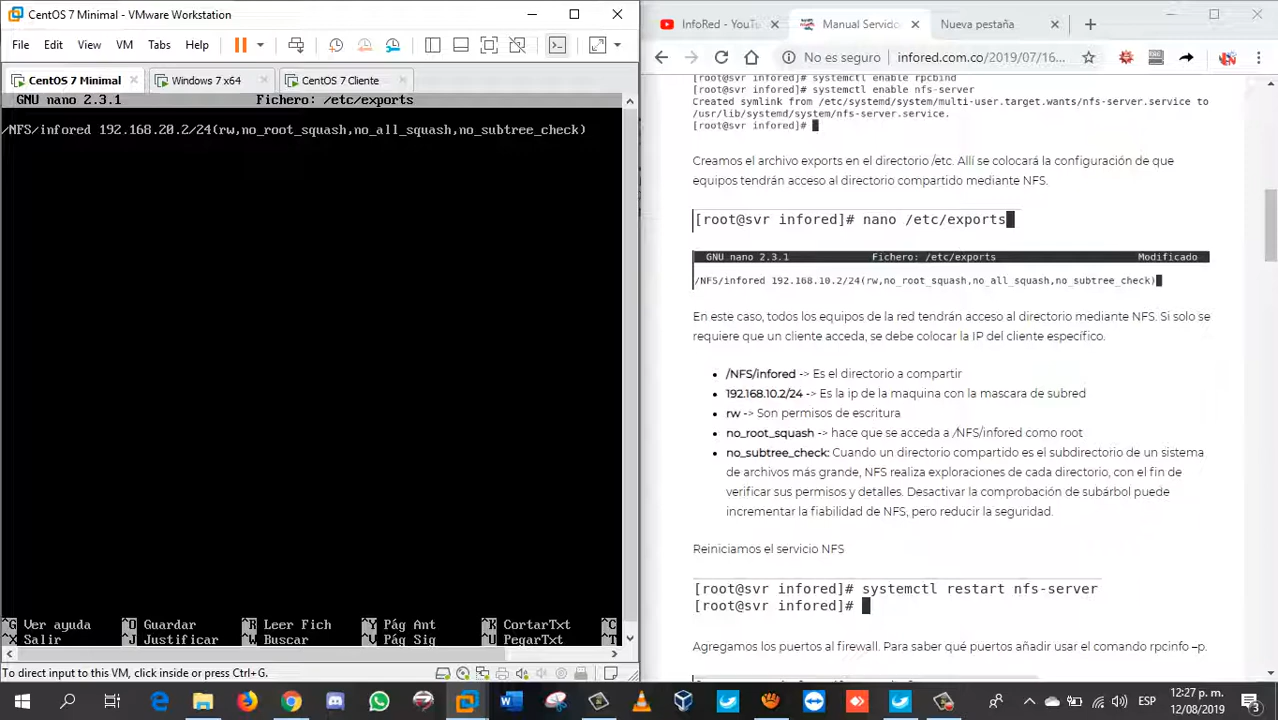 CentOS 7 Minimal - VMware Workstation
File Edit View VM Tabs Help
CentOS 7 Minimal
Windows 7 x64
CentOS 7 Cliente
GNU nano 2.3.1 Fichero: /etc/exports
/NFS/infored 192.168.20.2/24(rw,no_root_squash,no_all_squash,no_subtree_check)
^G Ver ayuda ^O Guardar ^R Leer Fich ^Y Pág Ant ^K CortarTxt ^C
^X Salir ^J Justificar ^W Buscar ^V Pág Sig ^U PegarTxt ^T
To direct input to this VM, click inside or press Ctrl+G.
InfoRed - YouTu
Manual Servido
Nueva pestaña
No es seguro
infored.com.co/2019/07/16...
[root@svr infored]# systemctl enable rpcbind
[root@svr infored]# systemctl enable nfs-server
Created symlink from /etc/systemd/system/multi-user.target.wants/nfs-server.service to
/usr/lib/systemd/system/nfs-server.service.
[root@svr infored]#
Creamos el archivo exports en el directorio /etc. Allí se colocará la configuración de que
equipos tendrán acceso al directorio compartido mediante NFS.
[root@svr infored]# nano /etc/exports
GNU nano 2.3.1 Fichero: /etc/exports Modificado
/NFS/infored 192.168.10.2/24(rw,no_root_squash,no_all_squash,no_subtree_check)
En este caso, todos los equipos de la red tendrán acceso al directorio mediante NFS. Si solo se
requiere que un cliente acceda, se debe colocar la IP del cliente específico.
• /NFS/infored -> Es el directorio a compartir
• 192.168.10.2/24 -> Es la ip de la maquina con la mascara de subred
• rw -> Son permisos de escritura
• no_root_squash -> hace que se acceda a /NFS/infored como root
• no_subtree_check: Cuando un directorio compartido es el subdirectorio de un sistema
de archivos más grande, NFS realiza exploraciones de cada directorio, con el fin de
verificar sus permisos y detalles. Desactivar la comprobación de subárbol puede
incrementar la fiabilidad de NFS, pero reducir la seguridad.
Reiniciamos el servicio NFS
[root@svr infored]# systemctl restart nfs-server
[root@svr infored]#
Agregamos los puertos al firewall. Para saber qué puertos añadir usar el comando rpcinfo –p.
ESP
12:27 p. m.
12/08/2019
3